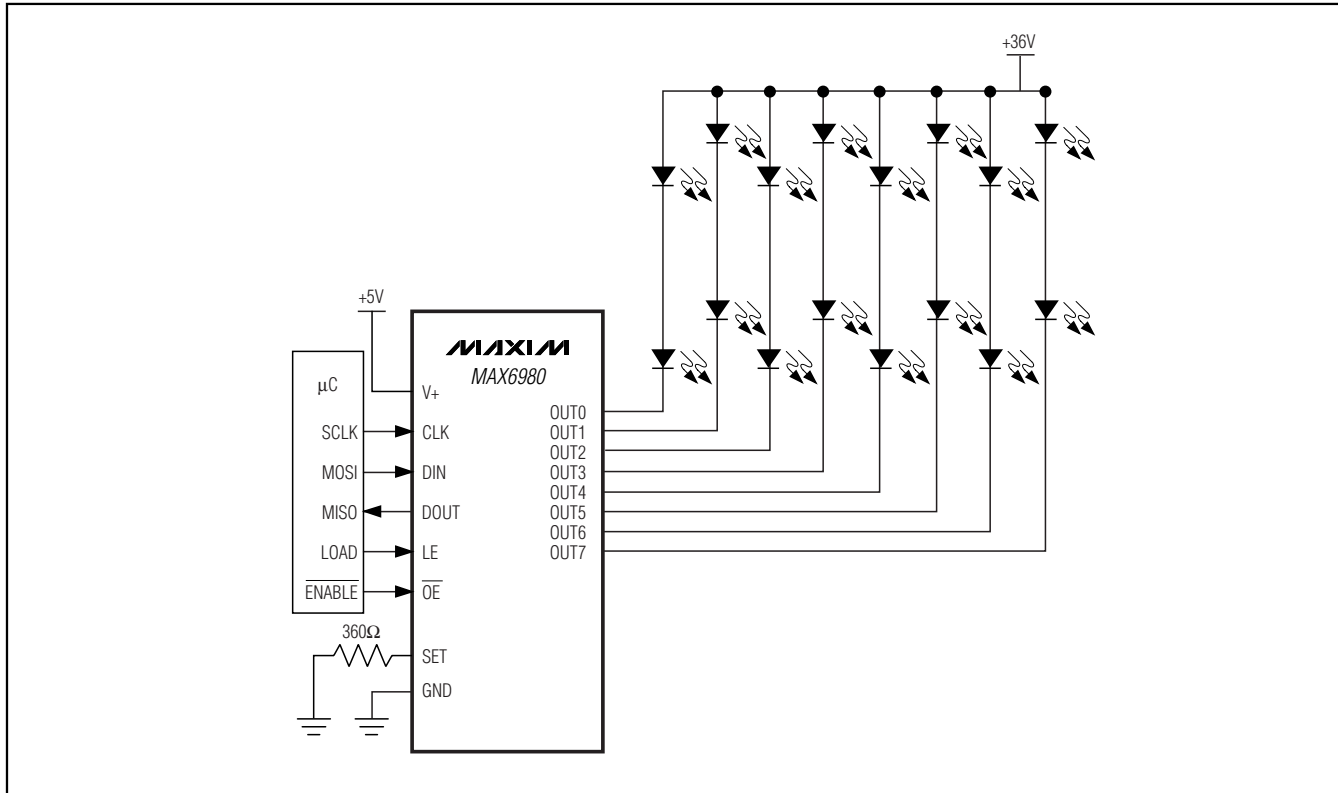 +36V
+5V
MAXIM
MAX6980
µC
V+
OUT0
SCLK
CLK
OUT1
OUT2
MOSI
DIN
OUT3
OUT4
MISO
DOUT
OUT5
OUT6
LOAD
LE
OUT7
ENABLE
OE
360Ω
SET
GND